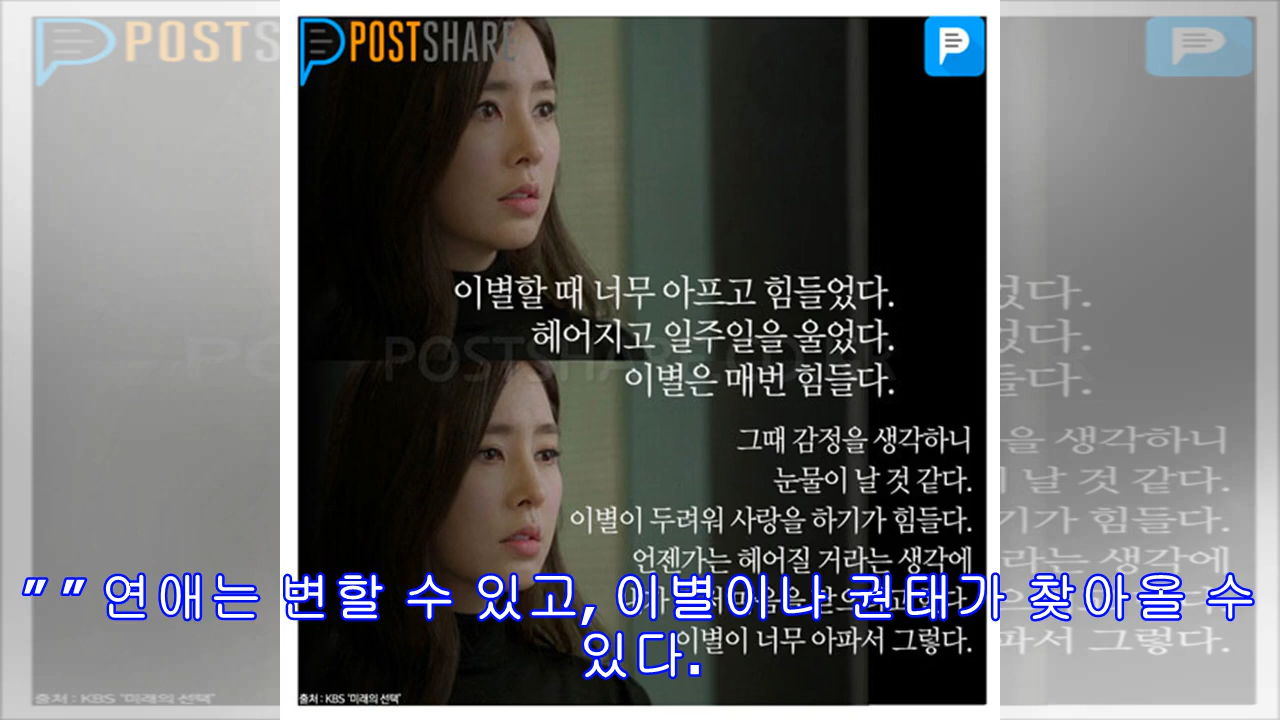 POSTSHARE
이별할 때 너무 아프고 힘들었다.
헤어지고 일주일을 울었다.
이별은 매번 힘들다.
그때 감정을 생각하니
눈물이 날 것 같다.
이별이 두려워 사랑을 하기가 힘들다.
언젠가는 헤어질 거라는 생각에
이별이 너무 아파서 그렇다.
" " 연애는 변할 수 있고, 이별이나 권태가 찾아올 수
있다.
출처 : KBS '미래의 선택'